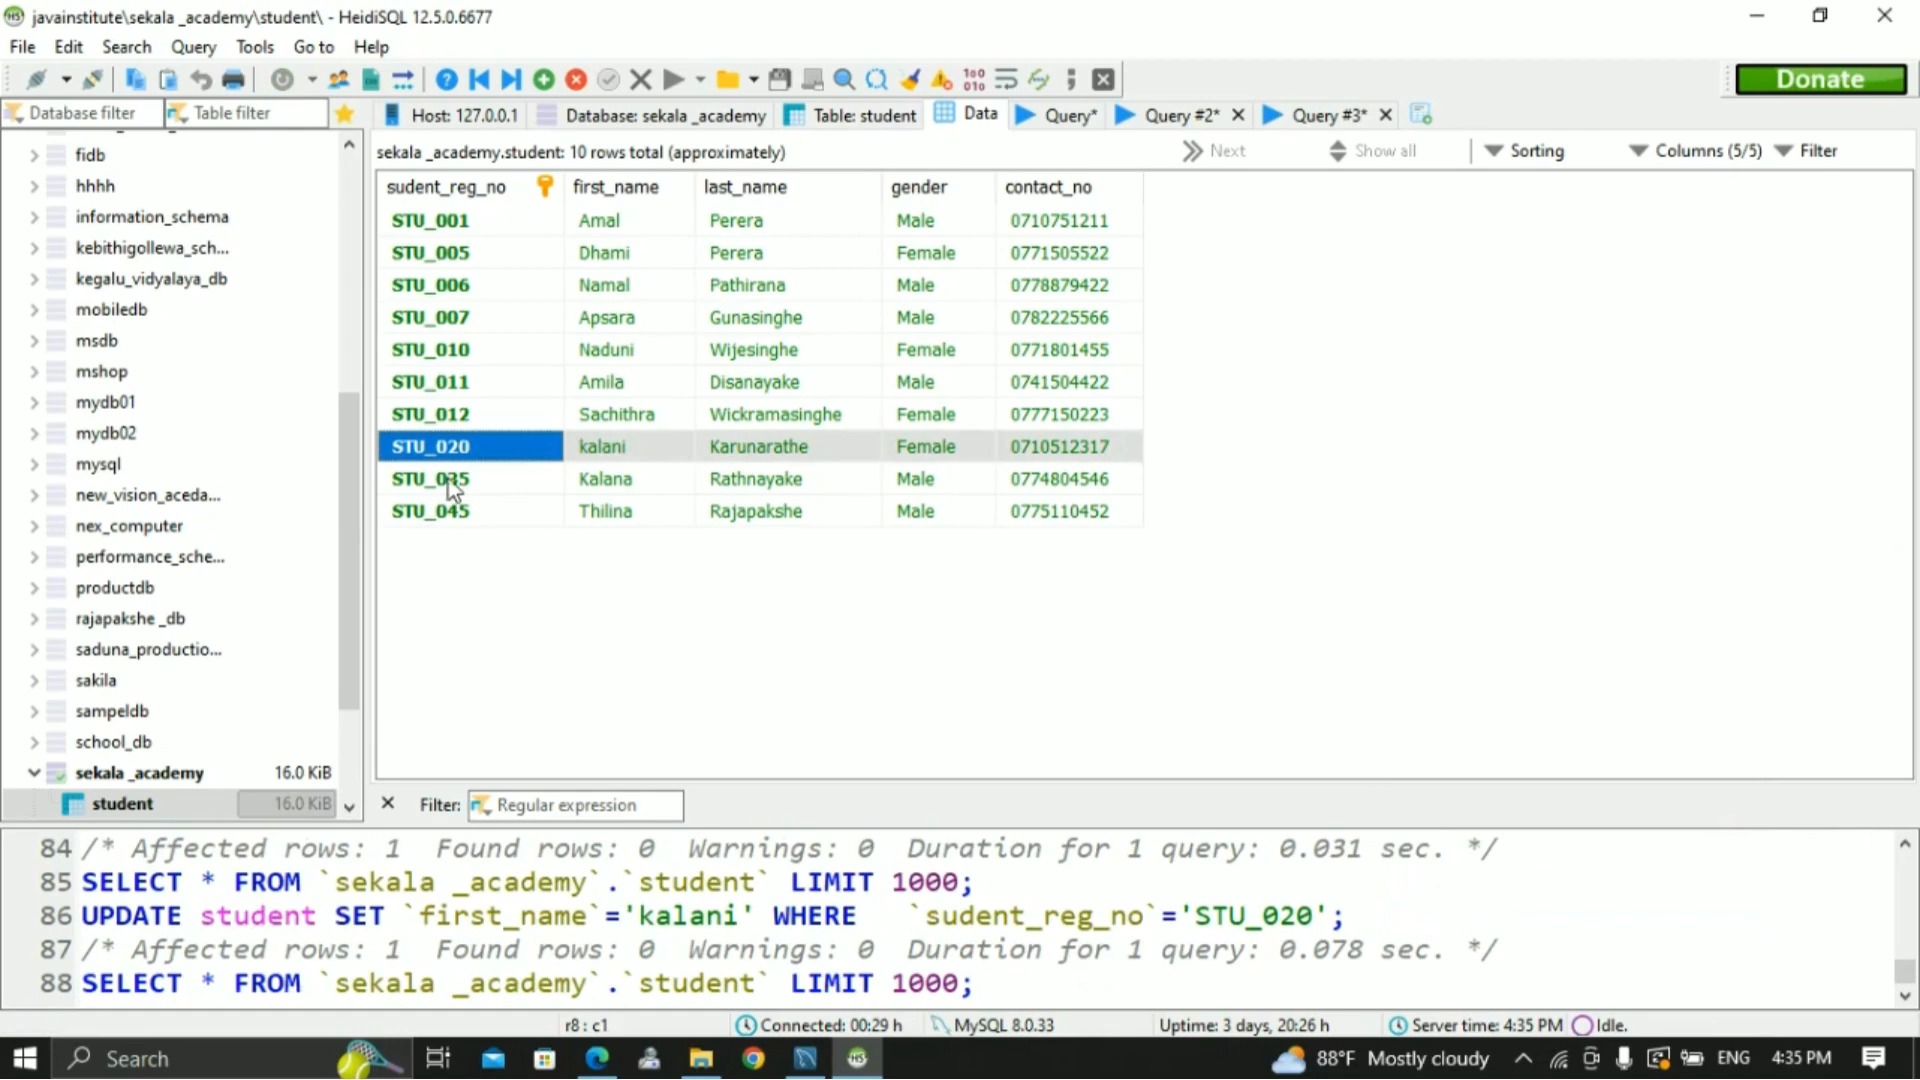 javainstitute\sekala _academy\student\ - HeidiSQL 12.5.0.6677
File Edit Search Query Tools Go to Help
Donate
Database filter Table filter Host: 127.0.0.1 Database: sekala _academy Table: student Data Query* Query #2* Query #3*
sekala _academy.student: 10 rows total (approximately) Next Show all Sorting Columns (5/5) Filter
fidb
hhhh
information_schema
kebithigollewa_sch...
kegalu_vidyalaya_db
mobiledb
msdb
mshop
mydb01
mydb02
mysql
new_vision_aceda...
nex_computer
performance_sche...
productdb
rajapakshe _db
saduna_productio...
sakila
sampeldb
school_db
sekala _academy 16.0 KiB
student 16.0 KiB
sudent_reg_no first_name last_name gender contact_no
STU_001 Amal Perera Male 0710751211
STU_005 Dhami Perera Female 0771505522
STU_006 Namal Pathirana Male 0778879422
STU_007 Apsara Gunasinghe Male 0782225566
STU_010 Naduni Wijesinghe Female 0771801455
STU_011 Amila Disanayake Male 0741504422
STU_012 Sachithra Wickramasinghe Female 0777150223
STU_020 kalani Karunarathe Female 0710512317
Kalana Rathnayake Male 0774804546
STU_045 Thilina Rajapakshe Male 0775110452
Filter: Regular expression
84 /* Affected rows: 1 Found rows: 0 Warnings: 0 Duration for 1 query: 0.031 sec. */
85 SELECT * FROM `sekala _academy`.`student` LIMIT 1000;
86 UPDATE student SET `first_name`='kalani' WHERE `sudent_reg_no`='STU_020';
87 /* Affected rows: 1 Found rows: 0 Warnings: 0 Duration for 1 query: 0.078 sec. */
88 SELECT * FROM `sekala _academy`.`student` LIMIT 1000;
r8 : c1 Connected: 00:29 h MySQL 8.0.33 Uptime: 3 days, 20:26 h Server time: 4:35 PM Idle.
Search 88°F Mostly cloudy ENG 4:35 PM